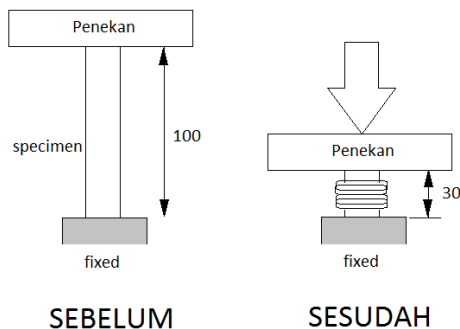 Penekan
specimen
100
fixed
SEBELUM
Penekan
30
fixed
SESUDAH